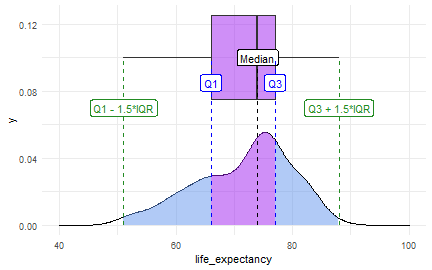 0.12
Median,
Q1
Q3
0.08
Q1 - 1.5*IQR
Q3 + 1.5*IQR
y
0.04
0.00
40
60
80
100
life_expectancy